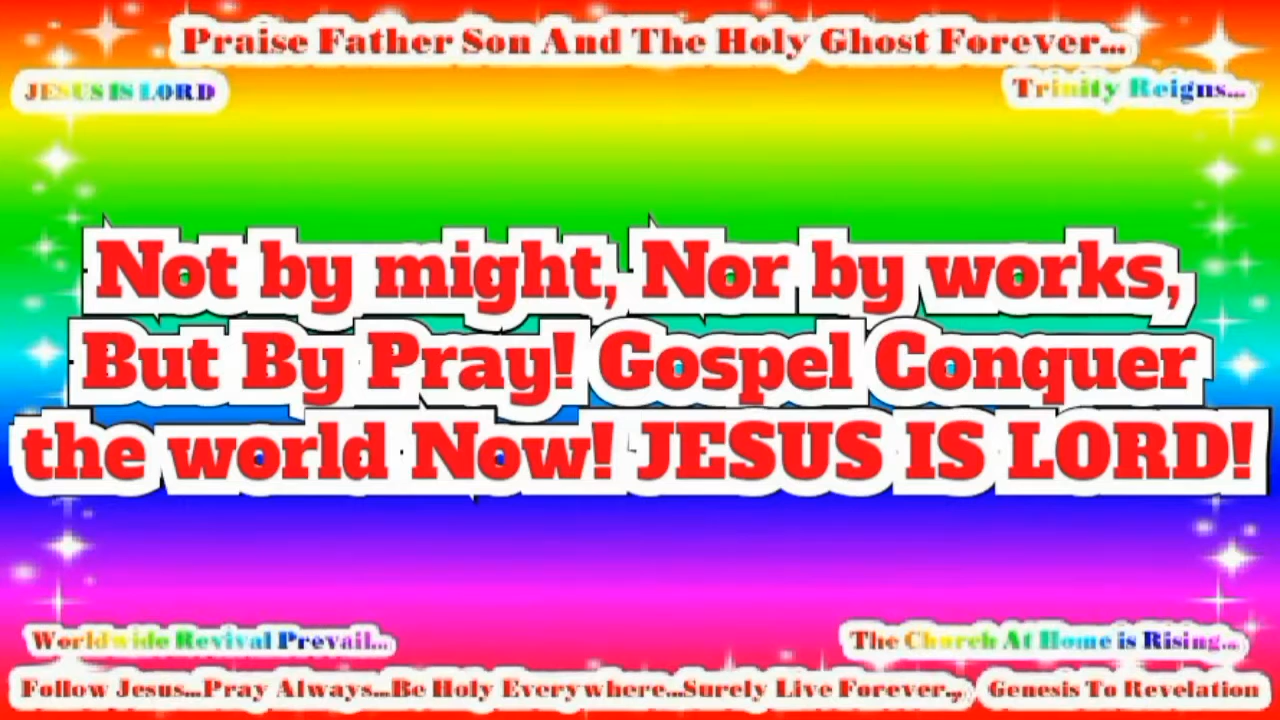 Praise Father Son And The Holy Ghost Forever...
JESUS IS LORD
Trinity Reigns...
Not by might, Nor by works,
But By Pray! Gospel Conquer
the world Now! JESUS IS LORD!
Worldwide Revival Prevail...
The Church At Home is Rising...
Follow Jesus...Pray Always...Be Holy Everywhere...Surely Live Forever...
Genesis To Revelation